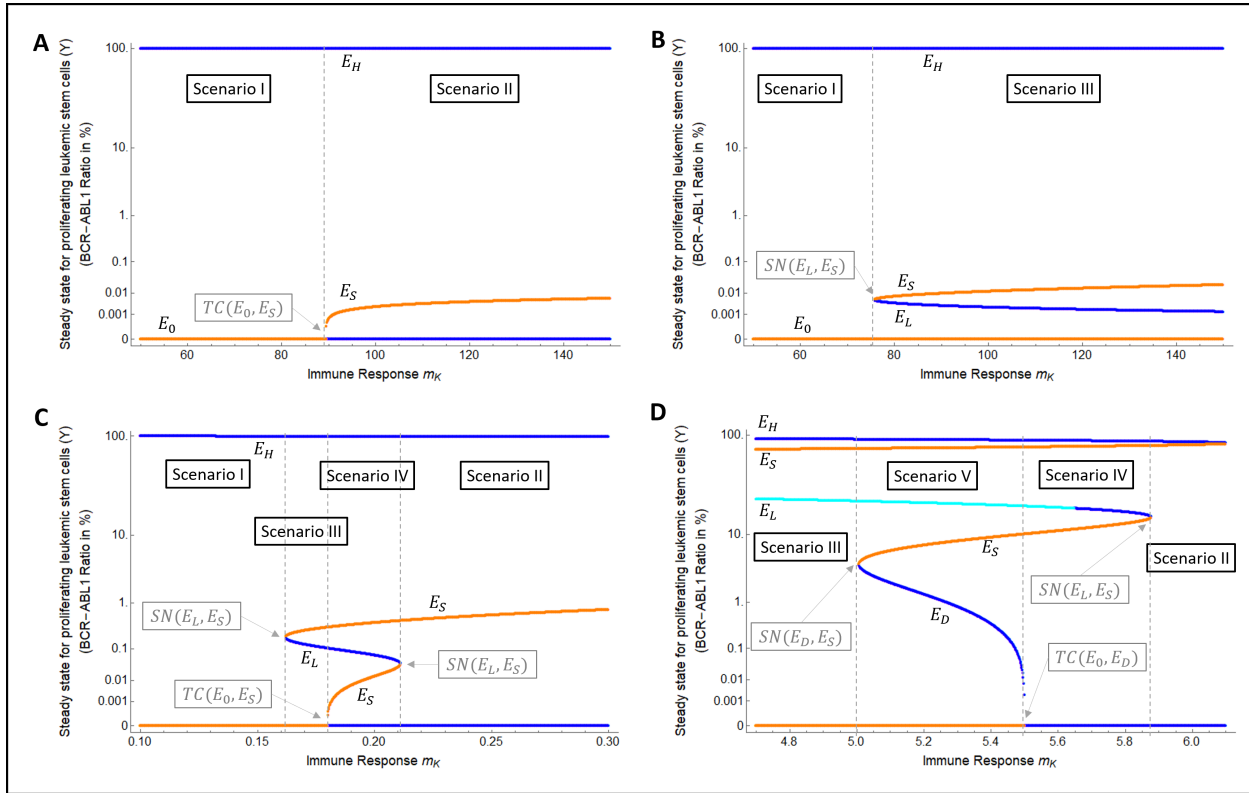 A
Steady state for proliferating leukemic stem cells (Y)
(BCR-ABL1 Ratio in %)
100.
10.
1.
0.1
0.01
0.001
0
E_H
Scenario I
Scenario II
TC(E_0, E_S)
E_S
E_0
60
80
100
120
140
Immune Response m_K
B
Steady state for proliferating leukemic stem cells (Y)
(BCR-ABL1 Ratio in %)
100.
10.
1.
0.1
0.01
0.001
0
E_H
Scenario I
Scenario III
SN(E_L, E_S)
E_S
E_L
E_0
60
80
100
120
140
Immune Response m_K
C
Steady state for proliferating leukemic stem cells (Y)
(BCR-ABL1 Ratio in %)
100.
10.
1.
0.1
0.01
0.001
0
E_H
Scenario I
Scenario IV
Scenario II
Scenario III
SN(E_L, E_S)
E_S
E_L
SN(E_L, E_S)
TC(E_0, E_S)
E_S
0.10
0.15
0.20
0.25
0.30
Immune Response m_K
D
Steady state for proliferating leukemic stem cells (Y)
(BCR-ABL1 Ratio in %)
100.
10.
1.
0.1
0.01
0.001
0
E_H
E_S
Scenario V
Scenario IV
E_L
Scenario III
E_S
Scenario II
SN(E_L, E_S)
E_D
SN(E_D, E_S)
TC(E_0, E_D)
4.8
5.0
5.2
5.4
5.6
5.8
6.0
Immune Response m_K